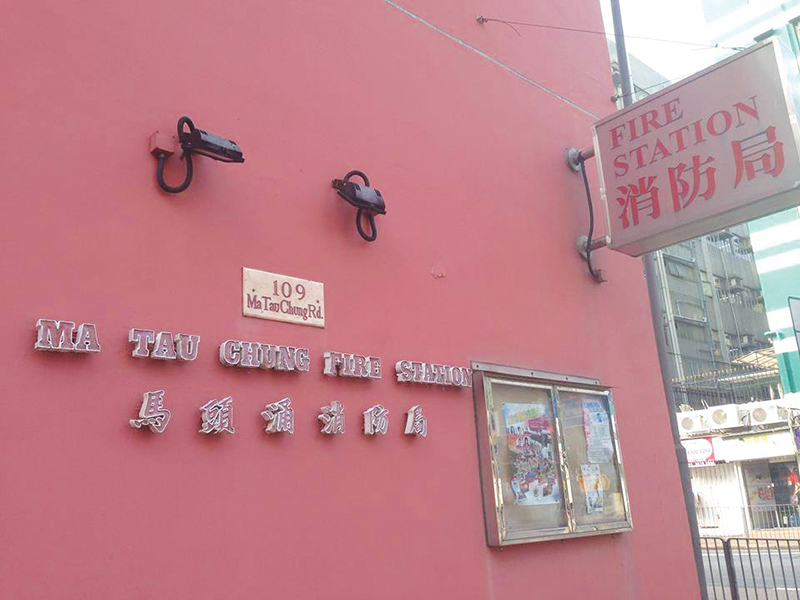 FIRE
STATION
消防局
109
Ma Tau Chung Rd.
MA TAU CHUNG FIRE STATION
馬頭涌消防局